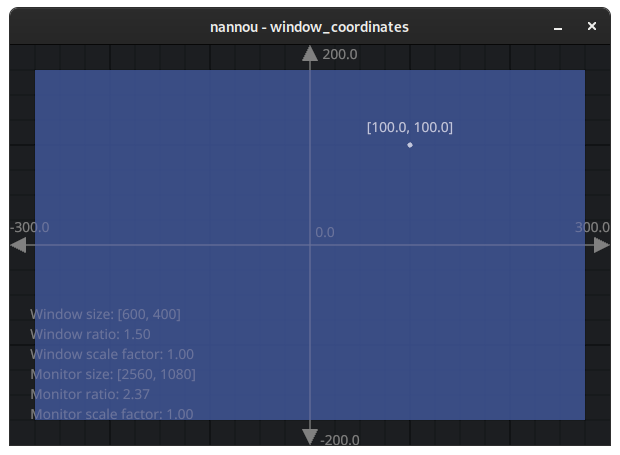 nannou - window_coordinates
200.0
[100.0, 100.0]
-300.0
0.0
300.0
Window size: [600, 400]
Window ratio: 1.50
Window scale factor: 1.00
Monitor size: [2560, 1080]
Monitor ratio: 2.37
Monitor scale factor: 1.00
-200.0